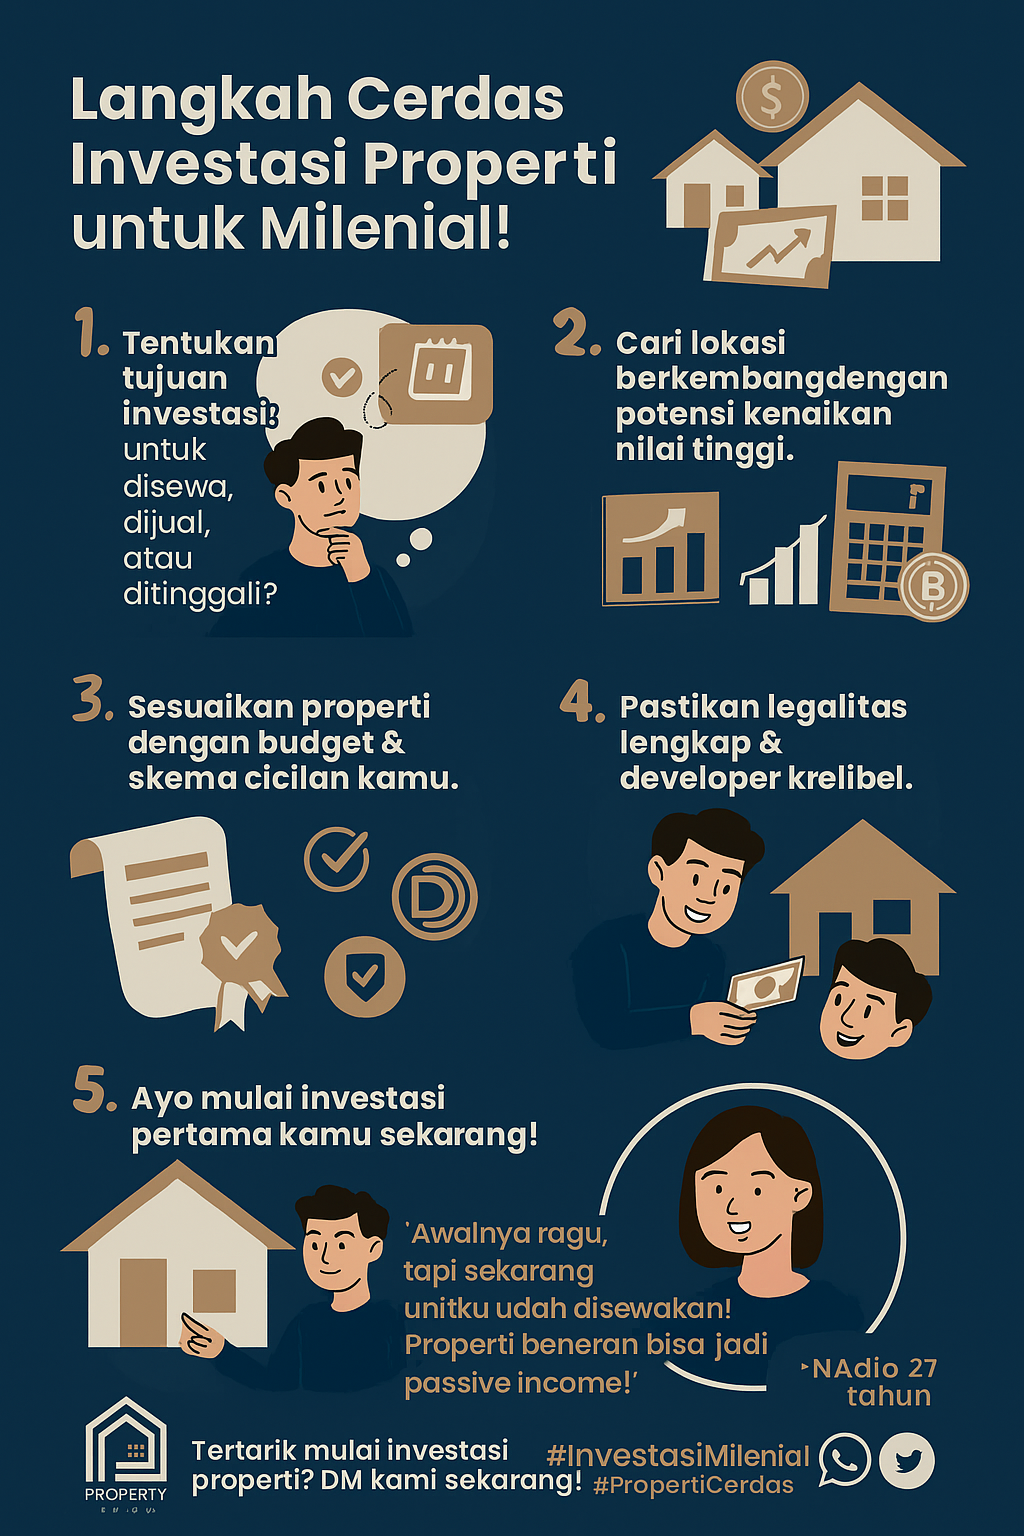 Langkah Cerdas
Investasi Properti
untuk Milenial!
1.
Tentukan
tujuan
investasi:
untuk
disewa,
dijual,
atau
ditinggali?
2.
Cari lokasi
berkembangdengan
potensi kenaikan
nilai tinggi.
3.
Sesuaikan properti
dengan budget &
skema cicilan kamu.
4.
Pastikan legalitas
lengkap &
developer krelibel.
5.
Ayo mulai investasi
pertama kamu sekarang!
'Awalnya ragu,
tapi sekarang
unitku udah disewakan!
Properti beneran bisa jadi
passive income!'
NAdio 27
tahun
PROPERTY
Tertarik mulai investasi
properti? DM kami sekarang!
#InvestasiMilenial
#PropertiCerdas